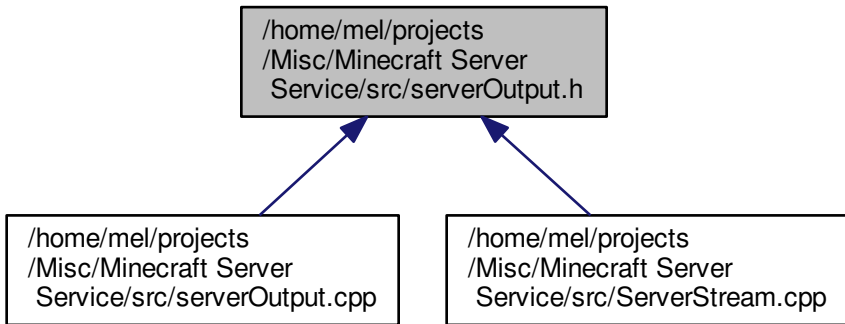 /home/mel/projects
/Misc/Minecraft Server
Service/src/serverOutput.h
/home/mel/projects
/Misc/Minecraft Server
Service/src/serverOutput.cpp
/home/mel/projects
/Misc/Minecraft Server
Service/src/ServerStream.cpp